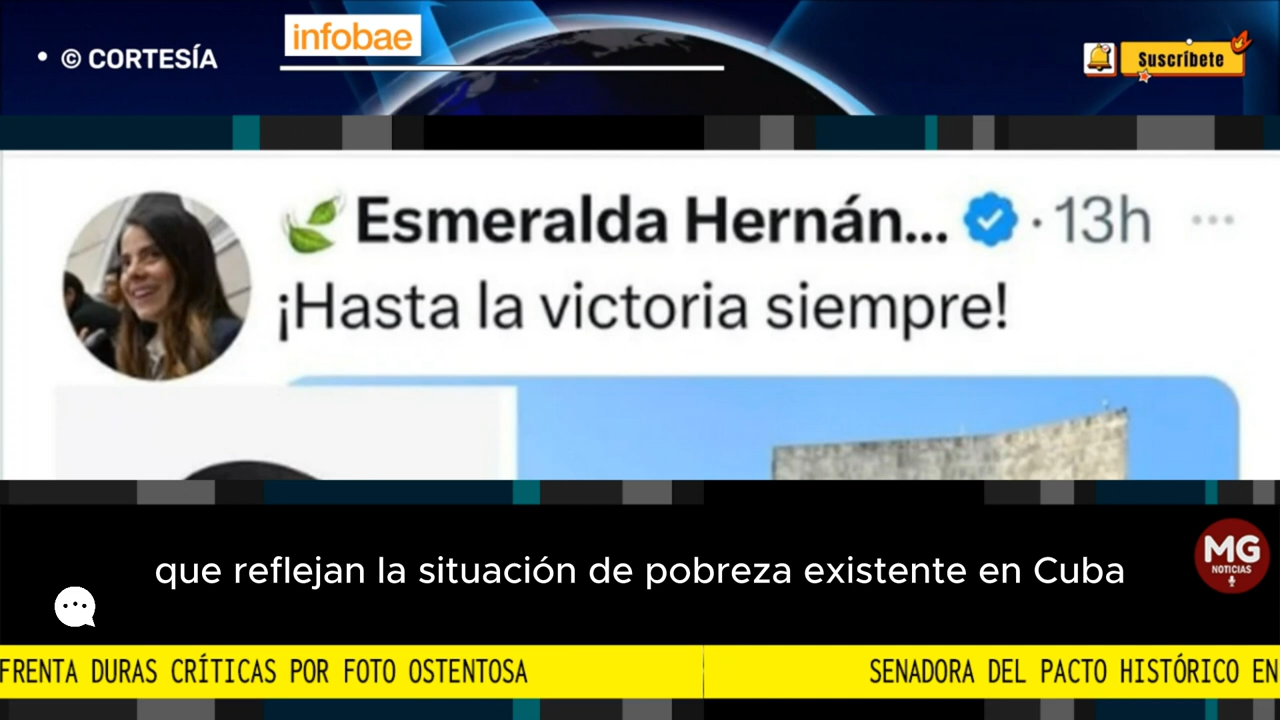 • © CORTESÍA
infobae
Suscríbete
Esmeralda Hernán... · 13h ...
¡Hasta la victoria siempre!
que reflejan la situación de pobreza existente en Cuba
MG
NOTICIAS
FRENTA DURAS CRÍTICAS POR FOTO OSTENTOSA
SENADORA DEL PACTO HISTÓRICO EN